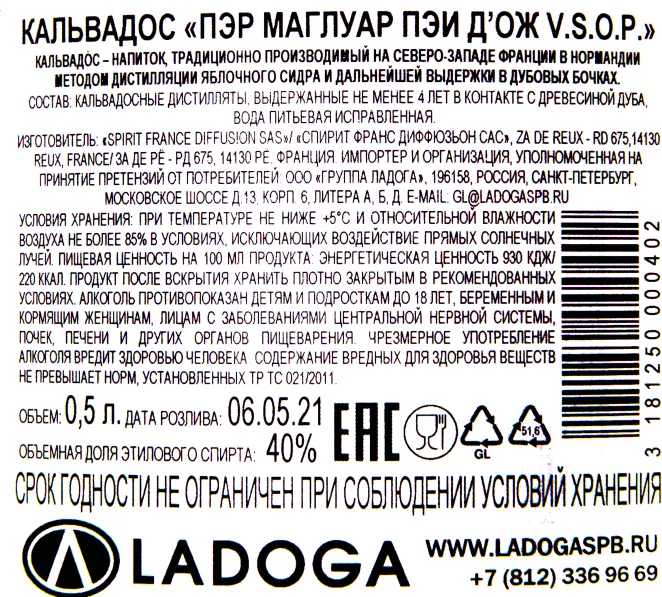 КАЛЬВАДОС «ПЭР МАГЛУАР ПЭИ Д’ОЖ V.S.O.P.»
КАЛЬВАДОС – НАПИТОК, ТРАДИЦИОННО ПРОИЗВОДИМЫЙ НА СЕВЕРО-ЗАПАДЕ ФРАНЦИИ В НОРМАНДИИ
МЕТОДОМ ДИСТИЛЛЯЦИИ ЯБЛОЧНОГО СИДРА И ДАЛЬНЕЙШЕЙ ВЫДЕРЖКИ В ДУБОВЫХ БОЧКАХ.
СОСТАВ: КАЛЬВАДОСНЫЕ ДИСТИЛЛЯТЫ, ВЫДЕРЖАННЫЕ НЕ МЕНЕЕ 4 ЛЕТ В КОНТАКТЕ С ДРЕВЕСИНОЙ ДУБА,
ВОДА ПИТЬЕВАЯ ИСПРАВЛЕННАЯ.
ИЗГОТОВИТЕЛЬ: «SPIRIT FRANCE DIFFUSION SAS»/ «СПИРИТ ФРАНС ДИФФЮЗЬОН САС», ZA DE REUX - RD 675,14130
REUX, FRANCE/ ЗА ДЕ РЁ - РД 675, 14130 РЁ, ФРАНЦИЯ. ИМПОРТЕР И ОРГАНИЗАЦИЯ, УПОЛНОМОЧЕННАЯ НА
ПРИНЯТИЕ ПРЕТЕНЗИЙ ОТ ПОТРЕБИТЕЛЕЙ: ООО «ГРУППА ЛАДОГА», 196158, РОССИЯ, САНКТ-ПЕТЕРБУРГ,
МОСКОВСКОЕ ШОССЕ Д.13, КОРП. 6, ЛИТЕРА А, Б, Д. E-MAIL: GL@LADOGASPB.RU
УСЛОВИЯ ХРАНЕНИЯ: ПРИ ТЕМПЕРАТУРЕ НЕ НИЖЕ +5°С И ОТНОСИТЕЛЬНОЙ ВЛАЖНОСТИ
ВОЗДУХА НЕ БОЛЕЕ 85% В УСЛОВИЯХ, ИСКЛЮЧАЮЩИХ ВОЗДЕЙСТВИЕ ПРЯМЫХ СОЛНЕЧНЫХ
ЛУЧЕЙ. ПИЩЕВАЯ ЦЕННОСТЬ НА 100 МЛ ПРОДУКТА: ЭНЕРГЕТИЧЕСКАЯ ЦЕННОСТЬ 930 КДЖ/
220 ККАЛ. ПРОДУКТ ПОСЛЕ ВСКРЫТИЯ ХРАНИТЬ ПЛОТНО ЗАКРЫТЫМ В РЕКОМЕНДОВАННЫХ
УСЛОВИЯХ. АЛКОГОЛЬ ПРОТИВОПОКАЗАН ДЕТЯМ И ПОДРОСТКАМ ДО 18 ЛЕТ, БЕРЕМЕННЫМ И
КОРМЯЩИМ ЖЕНЩИНАМ, ЛИЦАМ С ЗАБОЛЕВАНИЯМИ ЦЕНТРАЛЬНОЙ НЕРВНОЙ СИСТЕМЫ,
ПОЧЕК, ПЕЧЕНИ И ДРУГИХ ОРГАНОВ ПИЩЕВАРЕНИЯ. ЧРЕЗМЕРНОЕ УПОТРЕБЛЕНИЕ
АЛКОГОЛЯ ВРЕДИТ ЗДОРОВЬЮ ЧЕЛОВЕКА. СОДЕРЖАНИЕ ВРЕДНЫХ ДЛЯ ЗДОРОВЬЯ ВЕЩЕСТВ
НЕ ПРЕВЫШАЕТ НОРМ, УСТАНОВЛЕННЫХ ТР ТС 021/2011.
3 181250 000402
ОБЪЕМ: 0,5 Л. ДАТА РОЗЛИВА: 06.05.21
ОБЪЕМНАЯ ДОЛЯ ЭТИЛОВОГО СПИРТА: 40%
EAC
GL
51,6
СРОК ГОДНОСТИ НЕ ОГРАНИЧЕН ПРИ СОБЛЮДЕНИИ УСЛОВИЙ ХРАНЕНИЯ
LADOGA
WWW.LADOGASPB.RU
+7 (812) 336 96 69